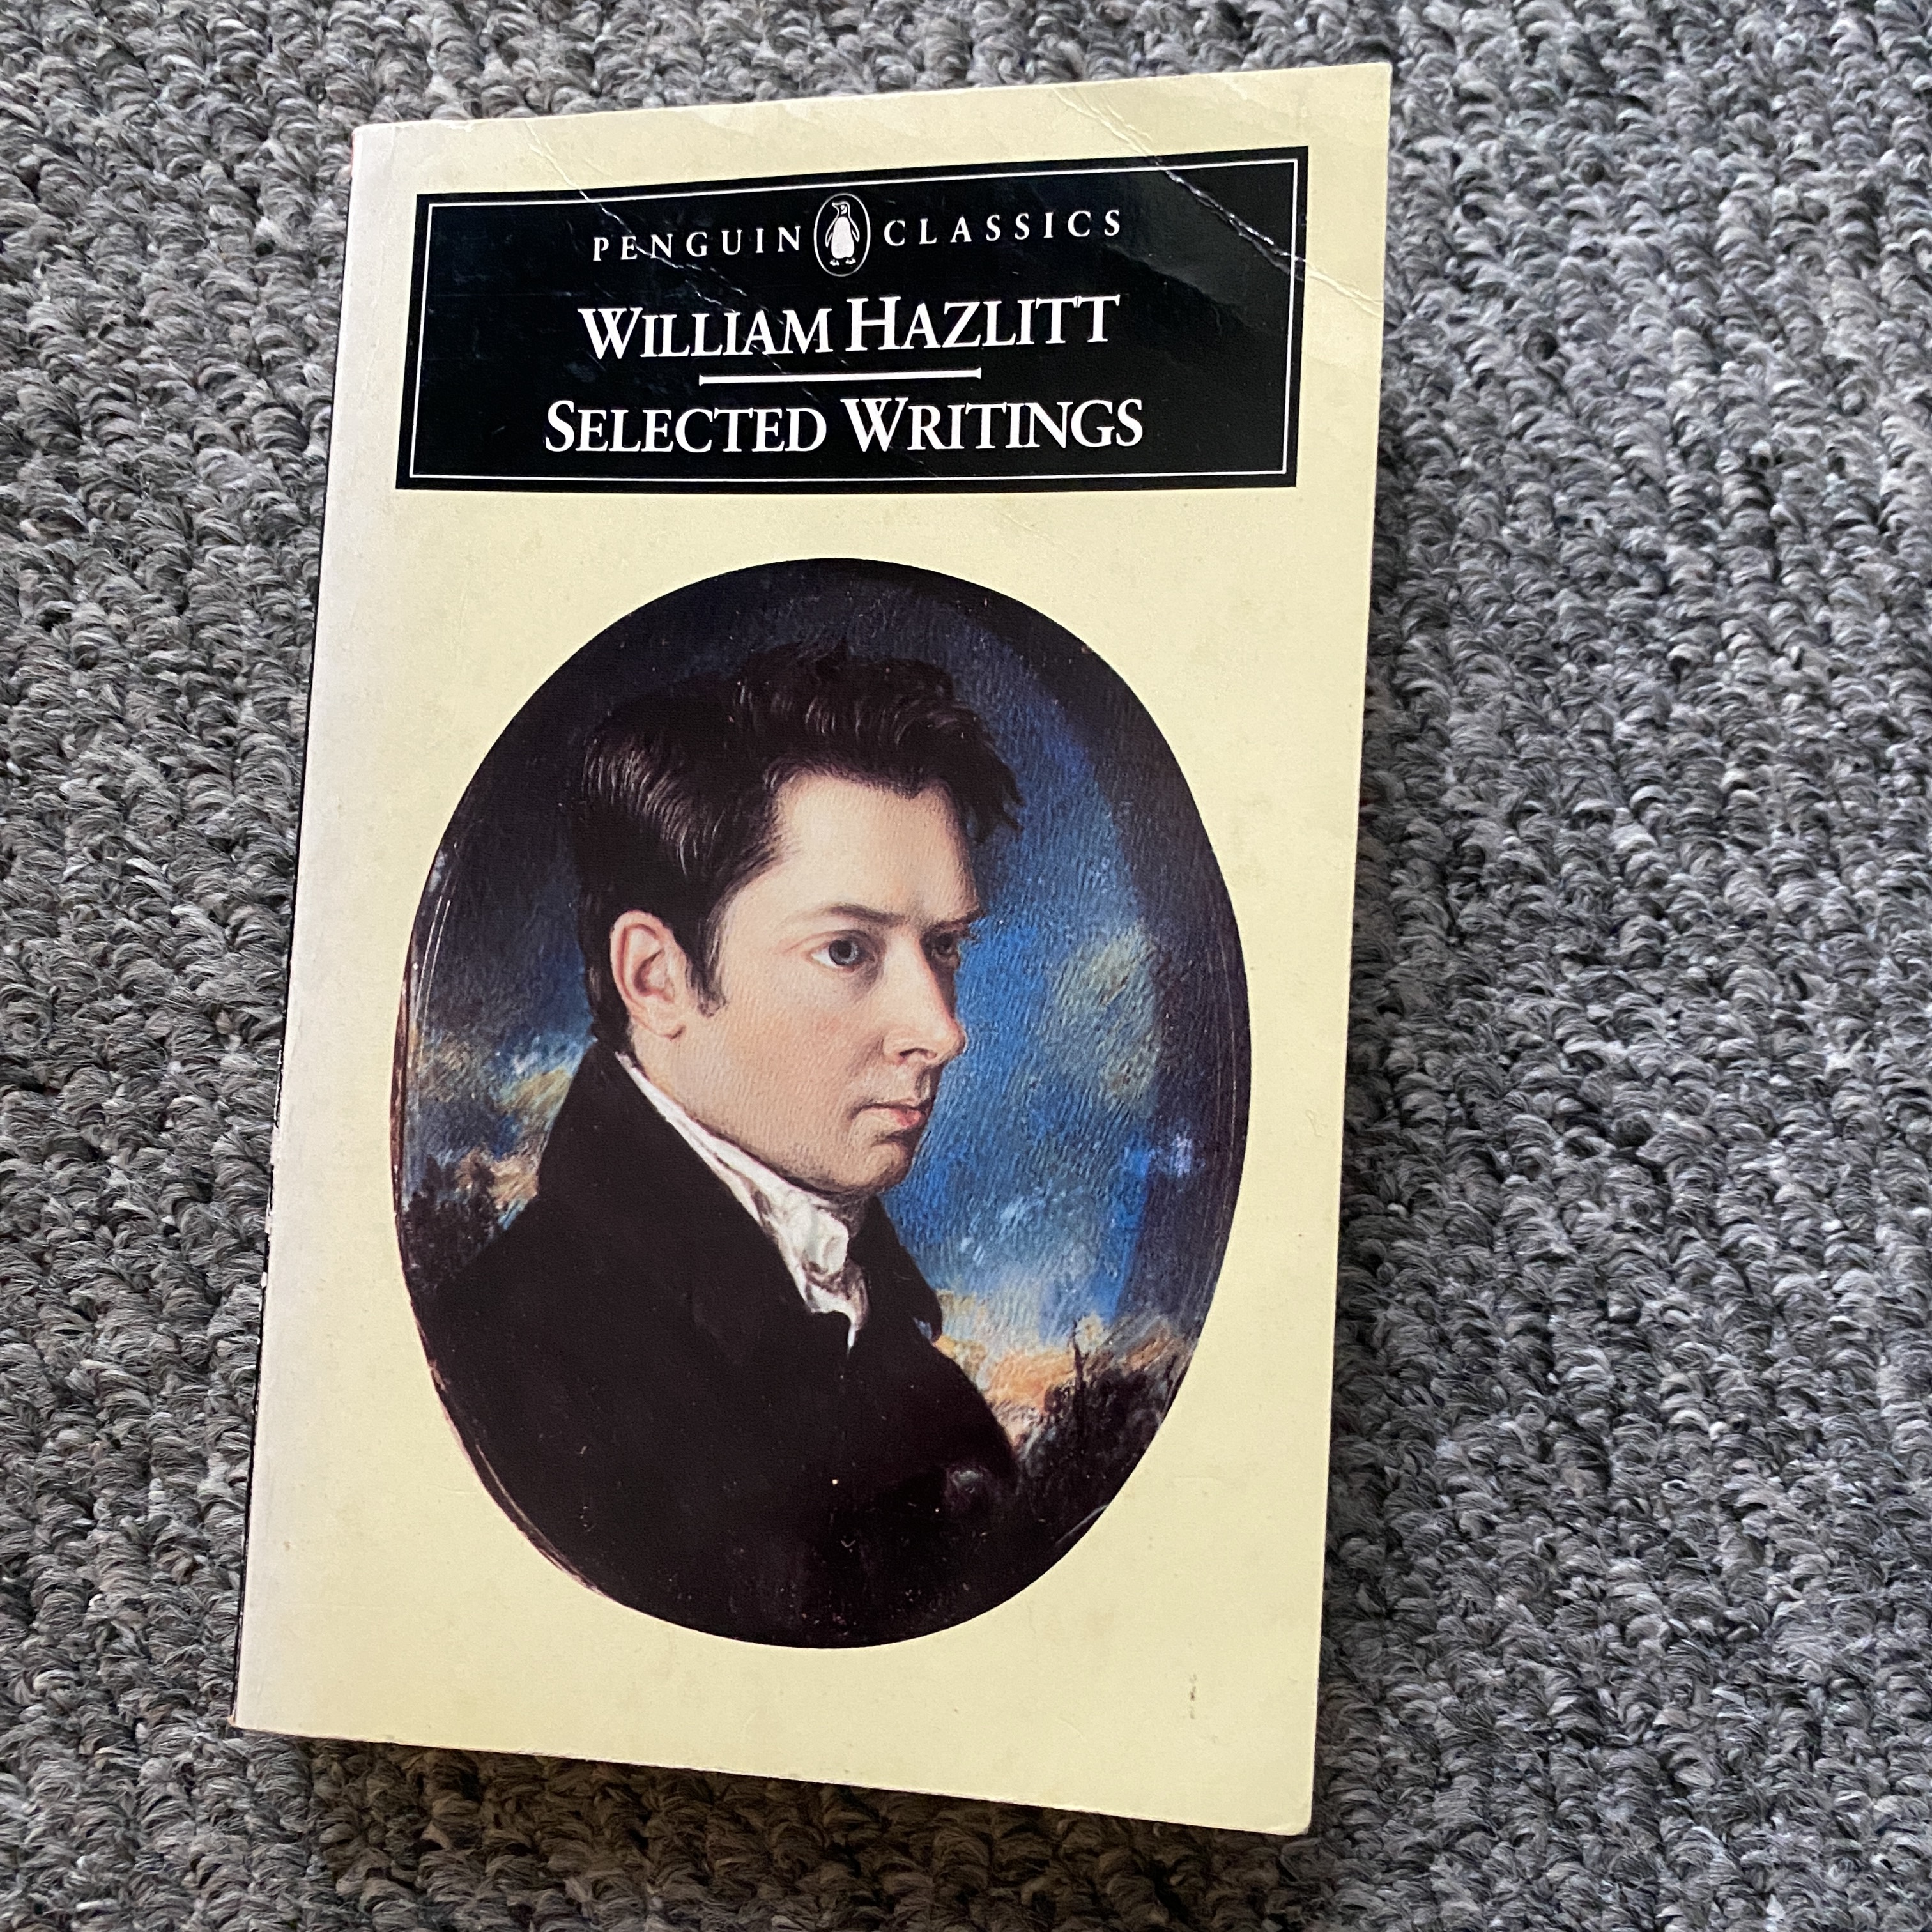 PENGUIN CLASSICS
WILLIAM HAZLITT
SELECTED WRITINGS